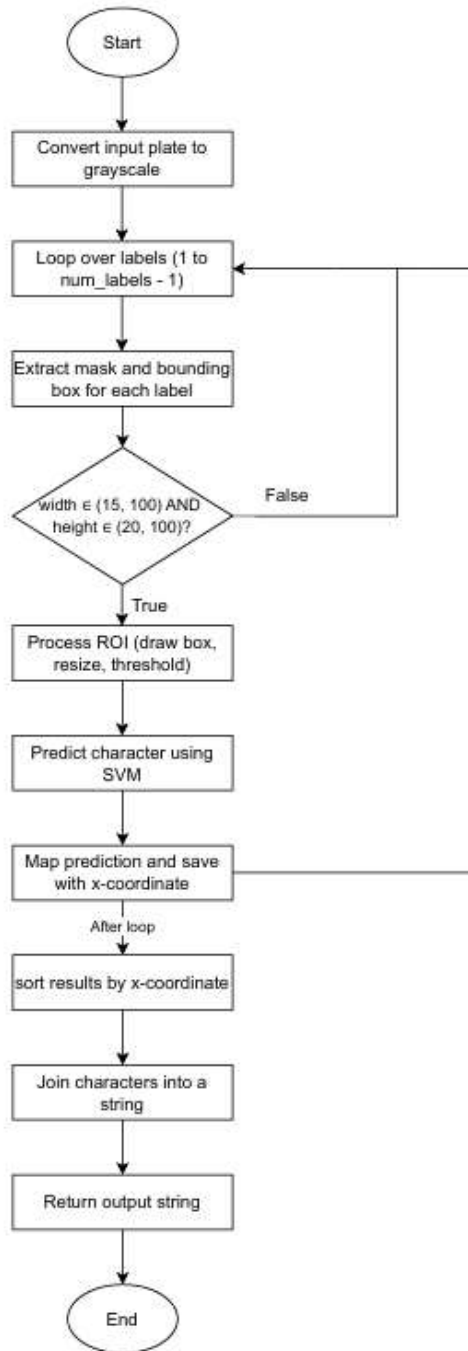 Start
Convert input plate to
grayscale
Loop over labels (1 to
num_labels - 1)
Extract mask and bounding
box for each label
width ∈ (15, 100) AND
height ∈ (20, 100)?
False
True
Process ROI (draw box,
resize, threshold)
Predict character using
SVM
Map prediction and save
with x-coordinate
After loop
sort results by x-coordinate
Join characters into a
string
Return output string
End